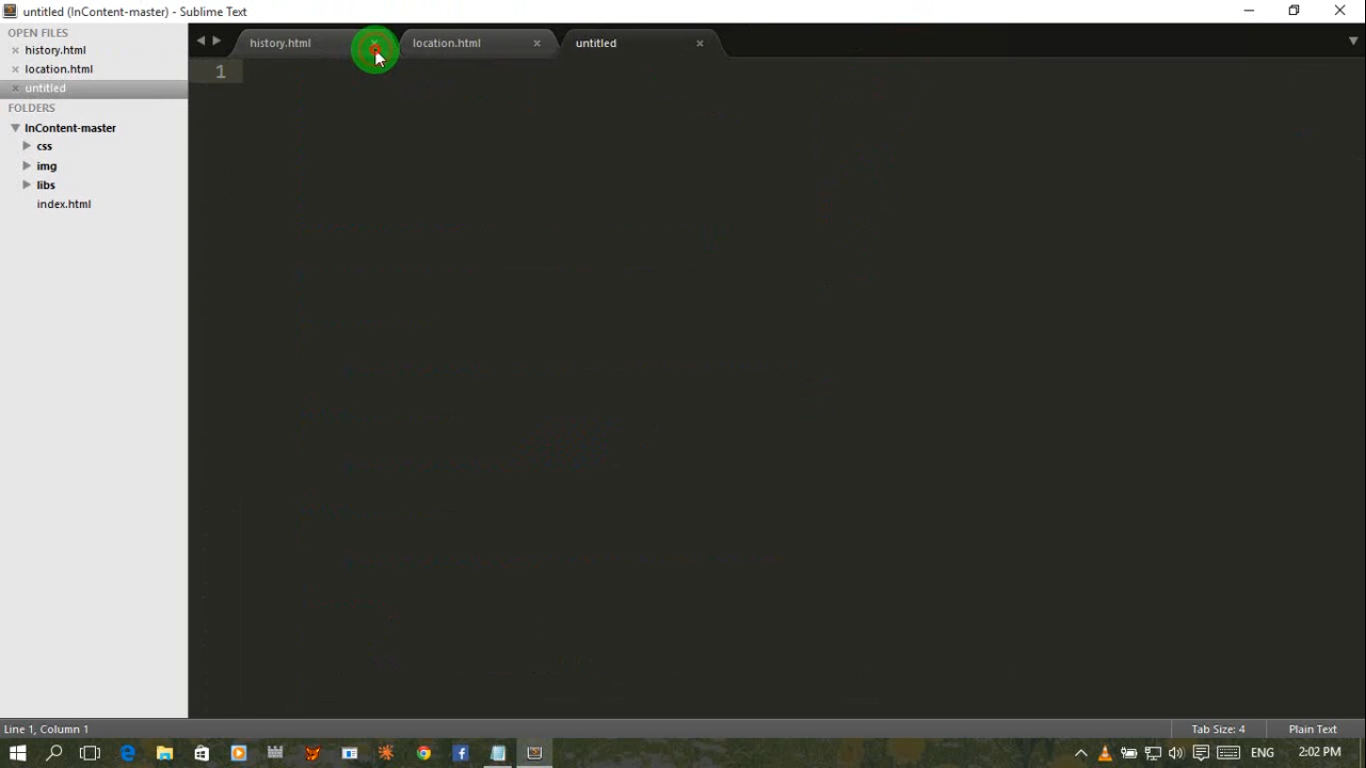 untitled (InContent-master) - Sublime Text
OPEN FILES
history.html
location.html
untitled
FOLDERS
InContent-master
css
img
libs
index.html
history.html
location.html
untitled
1
Line 1, Column 1
Tab Size: 4
Plain Text
ENG
2:02 PM